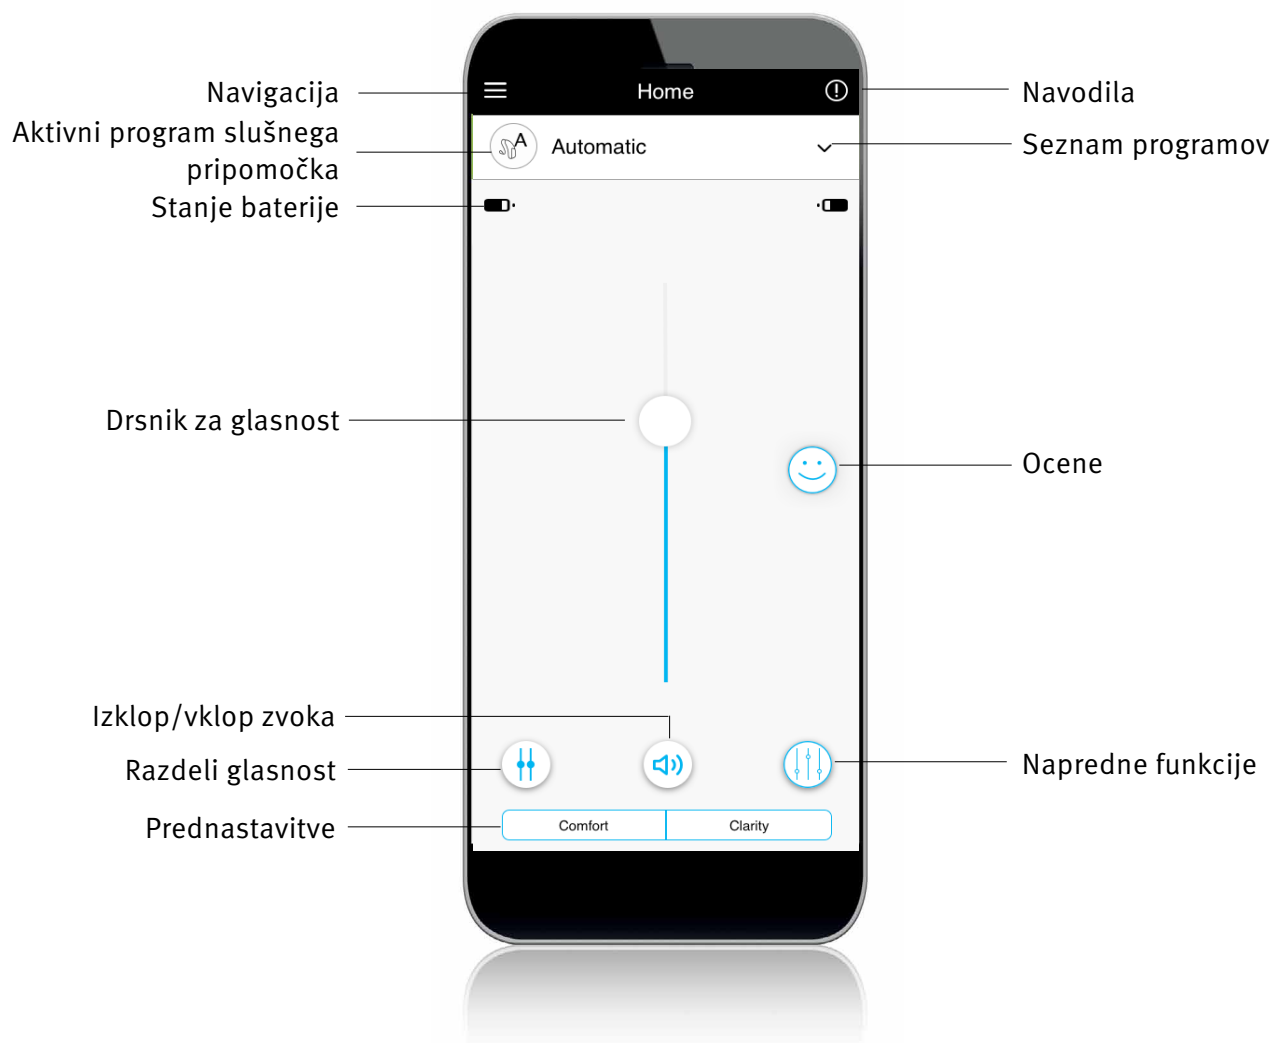 Navigacija
Aktivni program slušnega
pripomočka
Stanje baterije
Drsnik za glasnost
Izklop/vklop zvoka
Razdeli glasnost
Prednastavitve
Home
A
Automatic
Comfort
Clarity
Navodila
Seznam programov
Ocene
Napredne funkcije